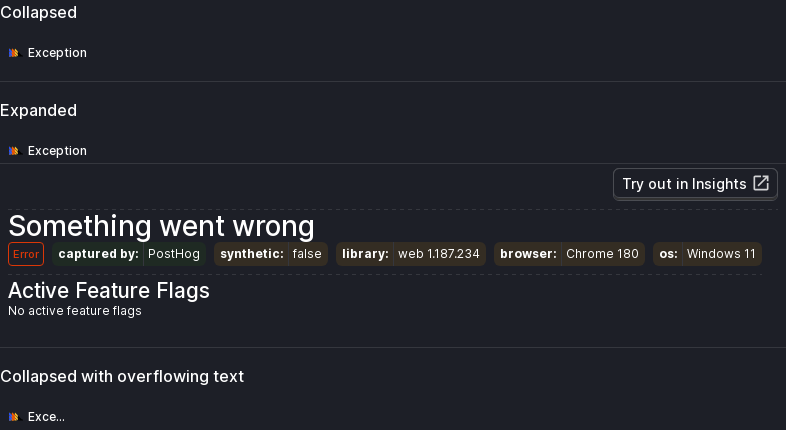 Collapsed
Exception
Expanded
Exception
Try out in Insights
Something went wrong
Error captured by: PostHog synthetic: false library: web 1.187.234 browser: Chrome 180 os: Windows 11
Active Feature Flags
No active feature flags
Collapsed with overflowing text
Exce...